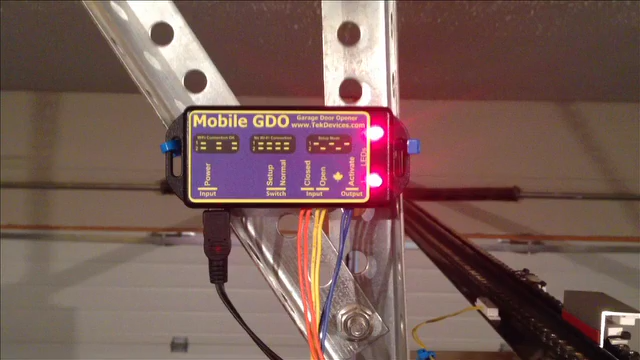 Mobile GDO
Garage Door Opener
www.TekDevices.com
WiFi Connection OK
No Wi-Fi Connection
Setup Mode
Power
Setup
Normal
Closed
Open
Activate
LEDs
Input
Switch
Input
Output